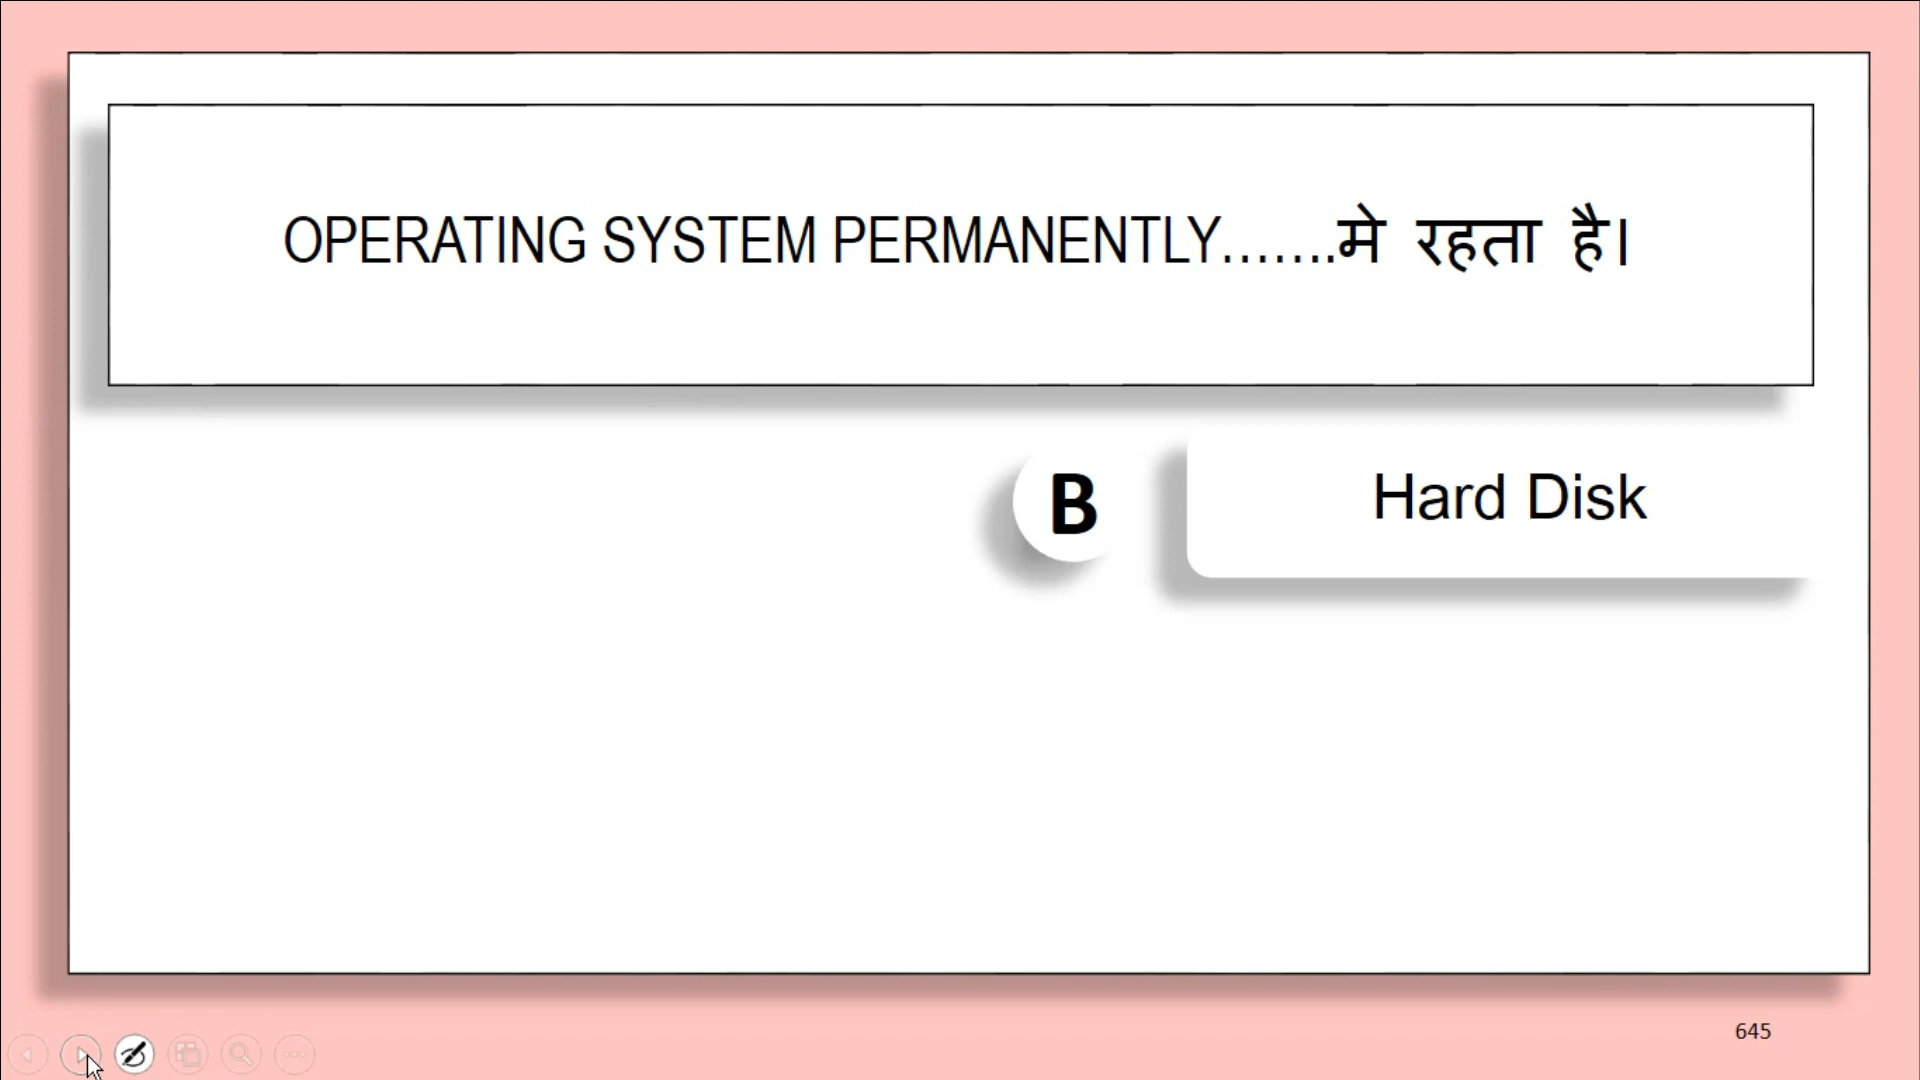 OPERATING SYSTEM PERMANENTLY.......मे रहता है।
B
Hard Disk
645